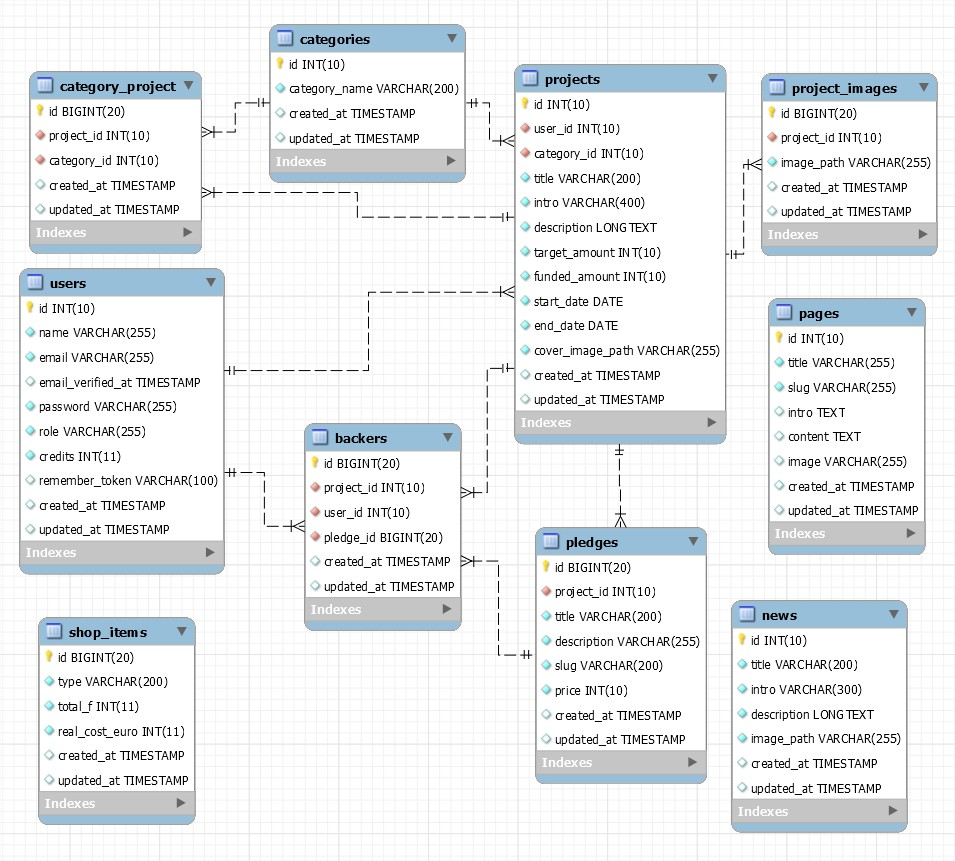 categories
id INT(10)
category_name VARCHAR(200)
created_at TIMESTAMP
updated_at TIMESTAMP
Indexes
category_project
id BIGINT(20)
project_id INT(10)
category_id INT(10)
created_at TIMESTAMP
updated_at TIMESTAMP
Indexes
projects
id INT(10)
user_id INT(10)
category_id INT(10)
title VARCHAR(200)
intro VARCHAR(400)
description LONGTEXT
target_amount INT(10)
funded_amount INT(10)
start_date DATE
end_date DATE
cover_image_path VARCHAR(255)
created_at TIMESTAMP
updated_at TIMESTAMP
Indexes
project_images
id BIGINT(20)
project_id INT(10)
image_path VARCHAR(255)
created_at TIMESTAMP
updated_at TIMESTAMP
Indexes
users
id INT(10)
name VARCHAR(255)
email VARCHAR(255)
email_verified_at TIMESTAMP
password VARCHAR(255)
role VARCHAR(255)
credits INT(11)
remember_token VARCHAR(100)
created_at TIMESTAMP
updated_at TIMESTAMP
Indexes
pages
id INT(10)
title VARCHAR(255)
slug VARCHAR(255)
intro TEXT
content TEXT
image VARCHAR(255)
created_at TIMESTAMP
updated_at TIMESTAMP
Indexes
backers
id BIGINT(20)
project_id INT(10)
user_id INT(10)
pledge_id BIGINT(20)
created_at TIMESTAMP
updated_at TIMESTAMP
Indexes
pledges
id BIGINT(20)
project_id INT(10)
title VARCHAR(200)
description VARCHAR(255)
slug VARCHAR(200)
price INT(10)
created_at TIMESTAMP
updated_at TIMESTAMP
Indexes
shop_items
id BIGINT(20)
type VARCHAR(200)
total_f INT(11)
real_cost_euro INT(11)
created_at TIMESTAMP
updated_at TIMESTAMP
Indexes
news
id INT(10)
title VARCHAR(200)
intro VARCHAR(300)
description LONGTEXT
image_path VARCHAR(255)
created_at TIMESTAMP
updated_at TIMESTAMP
Indexes